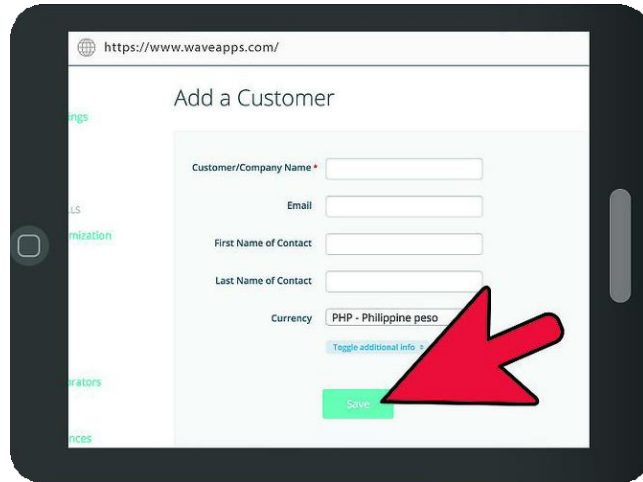 https://www.waveapps.com/
Add a Customer
ngs
mization
rators
nces
Customer/Company Name *
Email
First Name of Contact
Last Name of Contact
Currency PHP - Philippine peso
Toggle additional info
Save